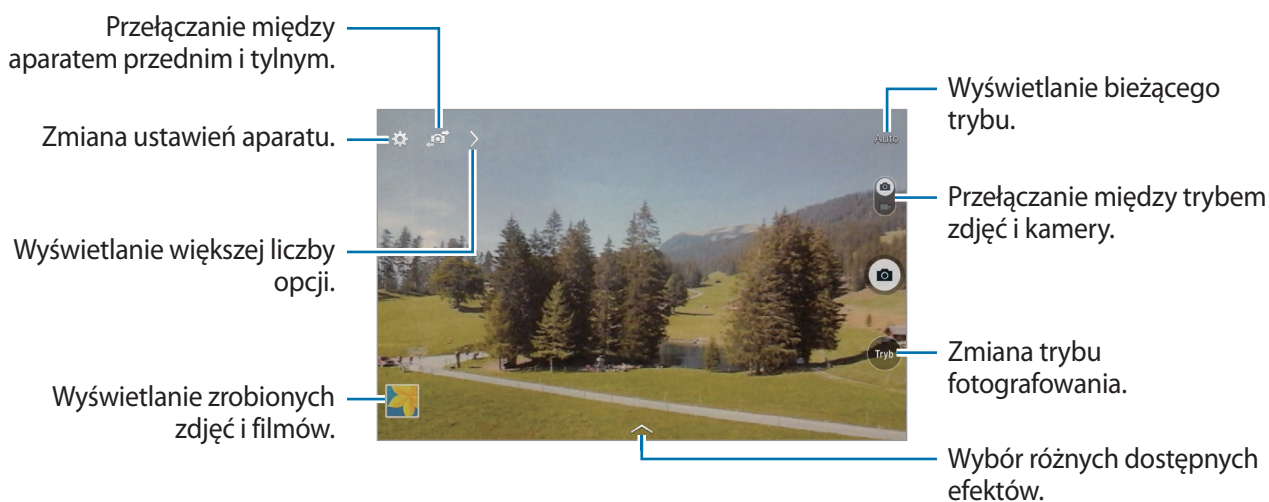 Przełączanie między
aparatem przednim i tylnym.
Zmiana ustawień aparatu.
Wyświetlanie większej liczby
opcji.
Wyświetlanie zrobionych
zdjęć i filmów.
Auto
Tryb
Wyświetlanie bieżącego
trybu.
Przełączanie między trybem
zdjęć i kamery.
Zmiana trybu
fotografowania.
Wybór różnych dostępnych
efektów.